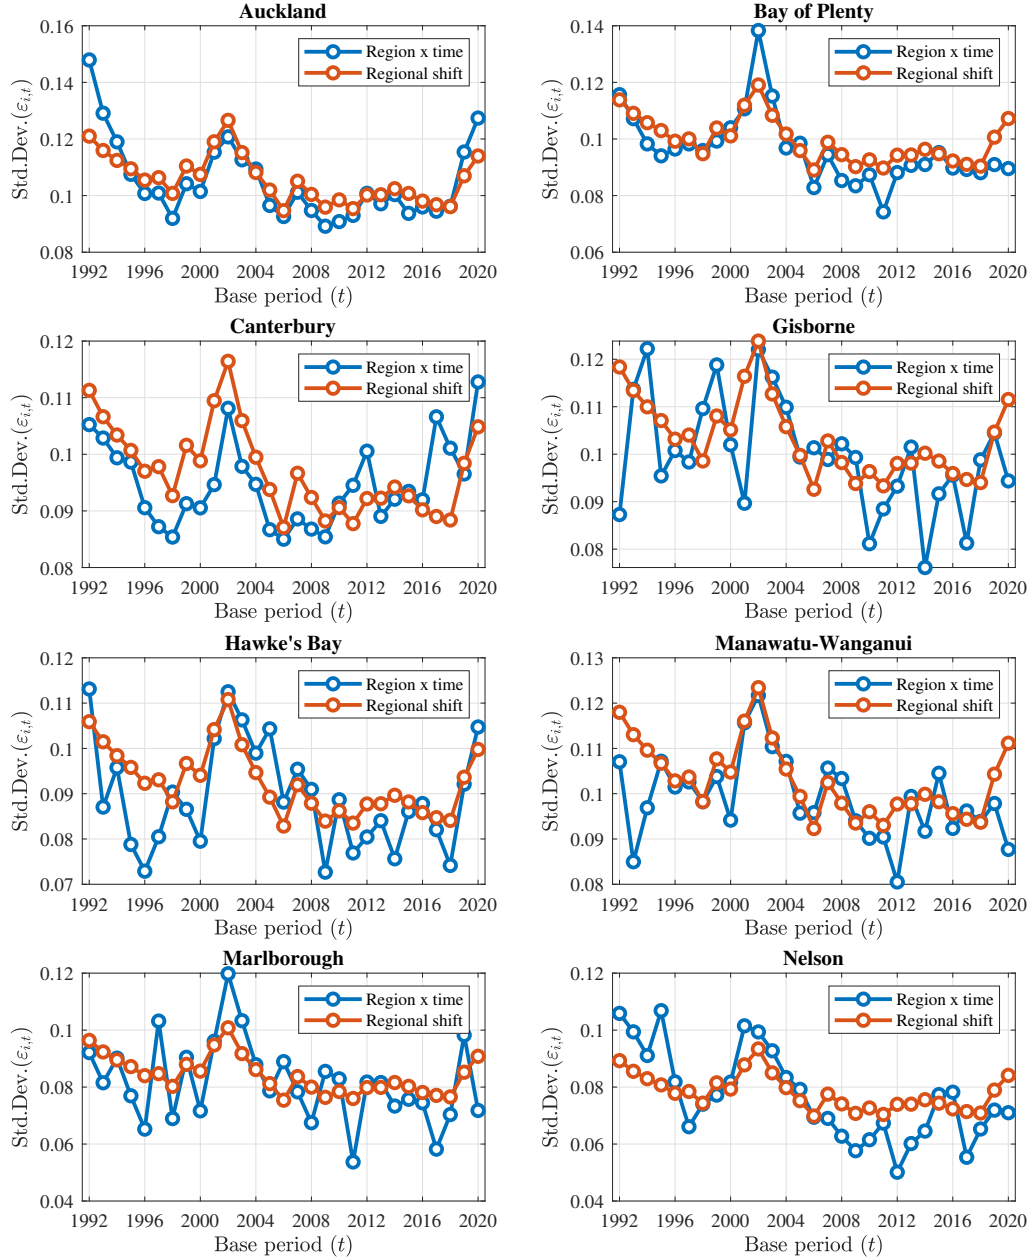 Auckland
Std.Dev.(ε_{i,t})
0.16
0.14
0.12
0.1
0.08
Region x time
Regional shift
1992 1996 2000 2004 2008 2012 2016 2020
Base period (t)
Bay of Plenty
Std.Dev.(ε_{i,t})
0.14
0.12
0.1
0.08
0.06
Region x time
Regional shift
1992 1996 2000 2004 2008 2012 2016 2020
Base period (t)
Canterbury
Std.Dev.(ε_{i,t})
0.12
0.11
0.1
0.09
0.08
Region x time
Regional shift
1992 1996 2000 2004 2008 2012 2016 2020
Base period (t)
Gisborne
Std.Dev.(ε_{i,t})
0.12
0.11
0.1
0.09
0.08
Region x time
Regional shift
1992 1996 2000 2004 2008 2012 2016 2020
Base period (t)
Hawke's Bay
Std.Dev.(ε_{i,t})
0.12
0.11
0.1
0.09
0.08
0.07
Region x time
Regional shift
1992 1996 2000 2004 2008 2012 2016 2020
Base period (t)
Manawatu-Wanganui
Std.Dev.(ε_{i,t})
0.13
0.12
0.11
0.1
0.09
0.08
Region x time
Regional shift
1992 1996 2000 2004 2008 2012 2016 2020
Base period (t)
Marlborough
Std.Dev.(ε_{i,t})
0.12
0.1
0.08
0.06
0.04
Region x time
Regional shift
1992 1996 2000 2004 2008 2012 2016 2020
Base period (t)
Nelson
Std.Dev.(ε_{i,t})
0.12
0.1
0.08
0.06
0.04
Region x time
Regional shift
1992 1996 2000 2004 2008 2012 2016 2020
Base period (t)